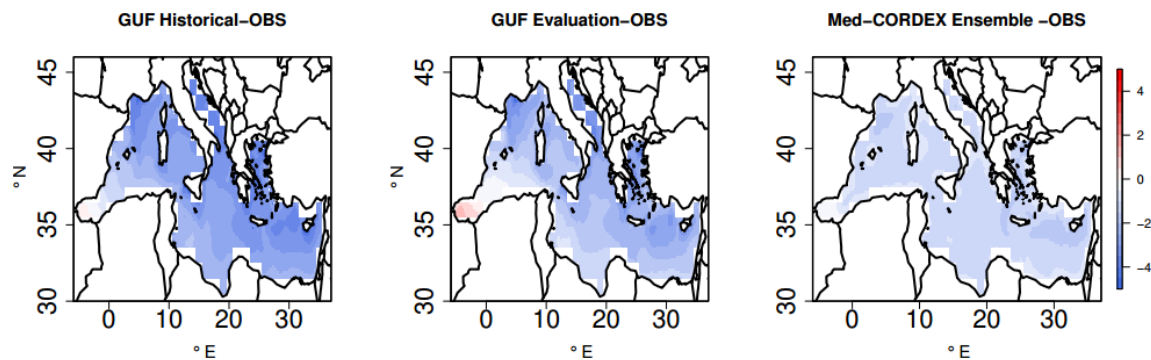 GUF Historical−OBS
GUF Evaluation−OBS
Med−CORDEX Ensemble −OBS
45
40
35
30
° N
0 10 20 30
° E
45
40
35
30
° N
0 10 20 30
° E
45
40
35
30
° N
0 10 20 30
° E
4
2
0
−2
−4